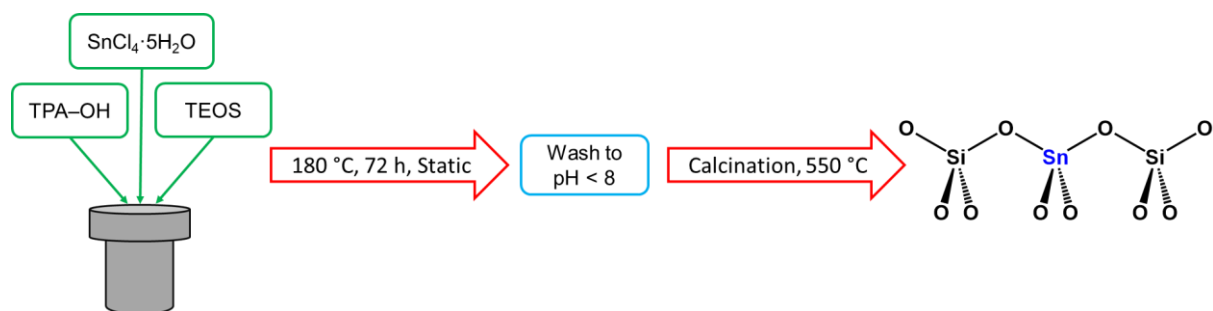 SnCl₄·5H₂O
TPA–OH
TEOS
180 °C, 72 h, Static
Wash to
pH < 8
Calcination, 550 °C
O O O O
Si Sn Si
O O O O O O